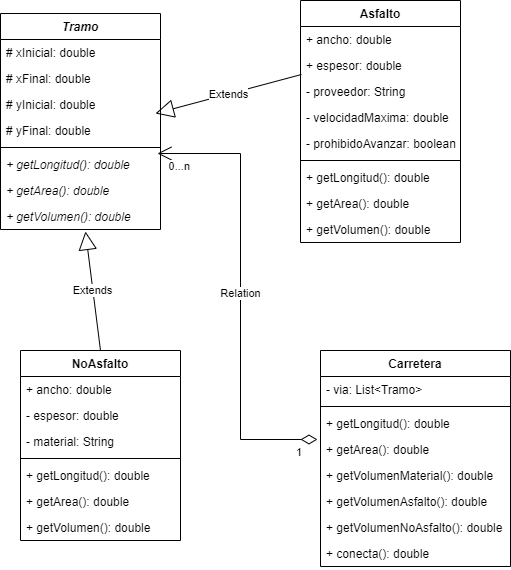 Tramo
# xInicial: double
# xFinal: double
# yInicial: double
# yFinal: double
+ getLongitud(): double
+ getArea(): double
+ getVolumen(): double
Extends
Asfalto
+ ancho: double
+ espesor: double
- proveedor: String
- velocidadMaxima: double
- prohibidoAvanzar: boolean
+ getLongitud(): double
+ getArea(): double
+ getVolumen(): double
0...n
Extends
Relation
NoAsfalto
+ ancho: double
- espesor: double
- material: String
+ getLongitud(): double
+ getArea(): double
+ getVolumen(): double
1
Carretera
- via: List<Tramo>
+ getLongitud(): double
+ getArea(): double
+ getVolumenMaterial(): double
+ getVolumenAsfalto(): double
+ getVolumenNoAsfalto(): double
+ conecta(): double